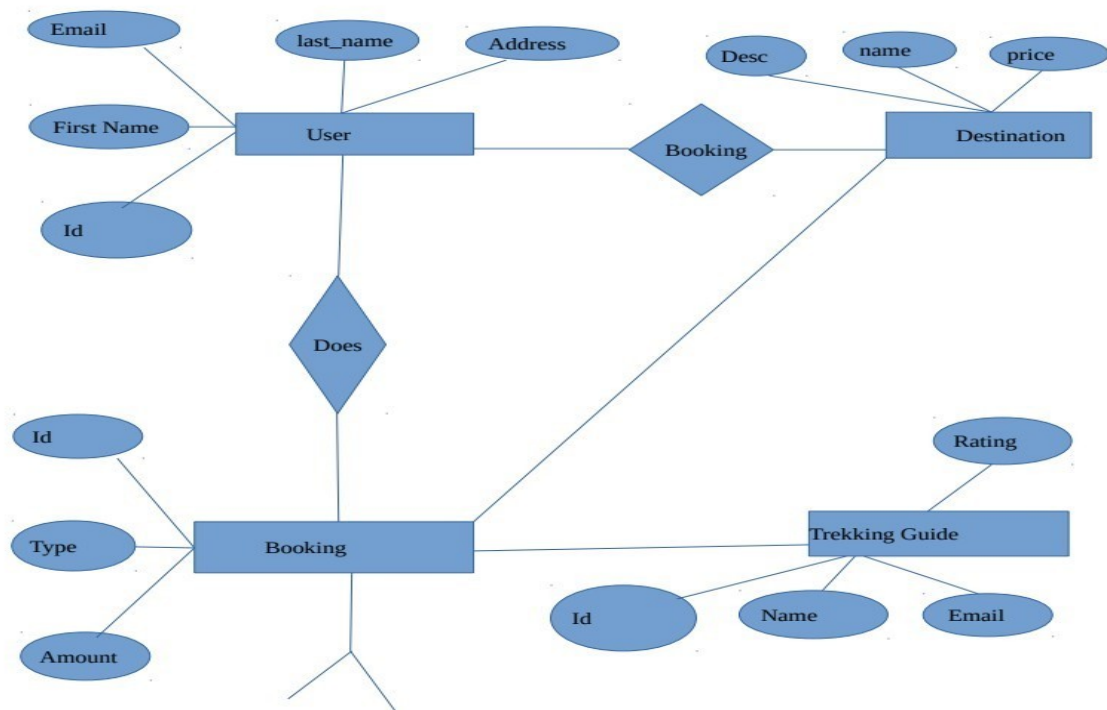 Email
last_name
Address
Desc
name
price
First Name
User
Booking
Destination
Id
Does
Id
Rating
Type
Booking
Trekking Guide
Id
Name
Email
Amount